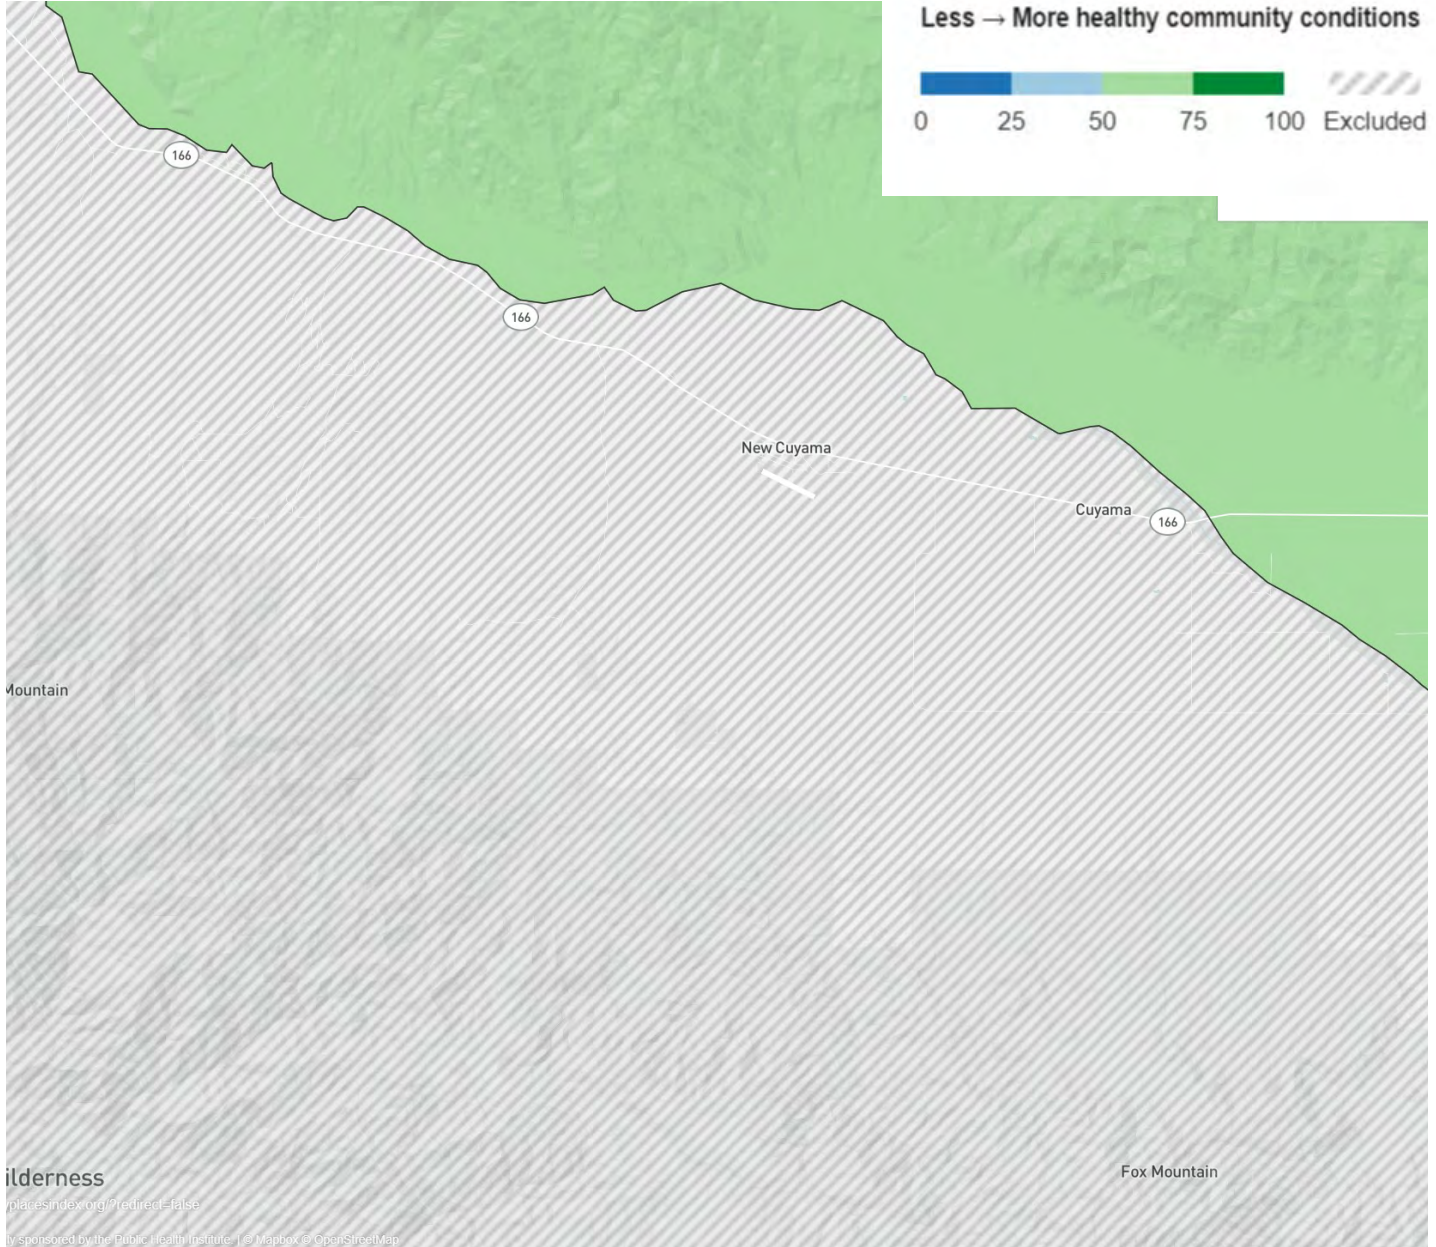 Less → More healthy community conditions
0 25 50 75 100 Excluded
166
166
New Cuyama
Cuyama
166
Mountain
Fox Mountain
ilderness
yplacesindex.org/?redirect=false
ly sponsored by the Public Health Institute. | © Mapbox © OpenStreetMap